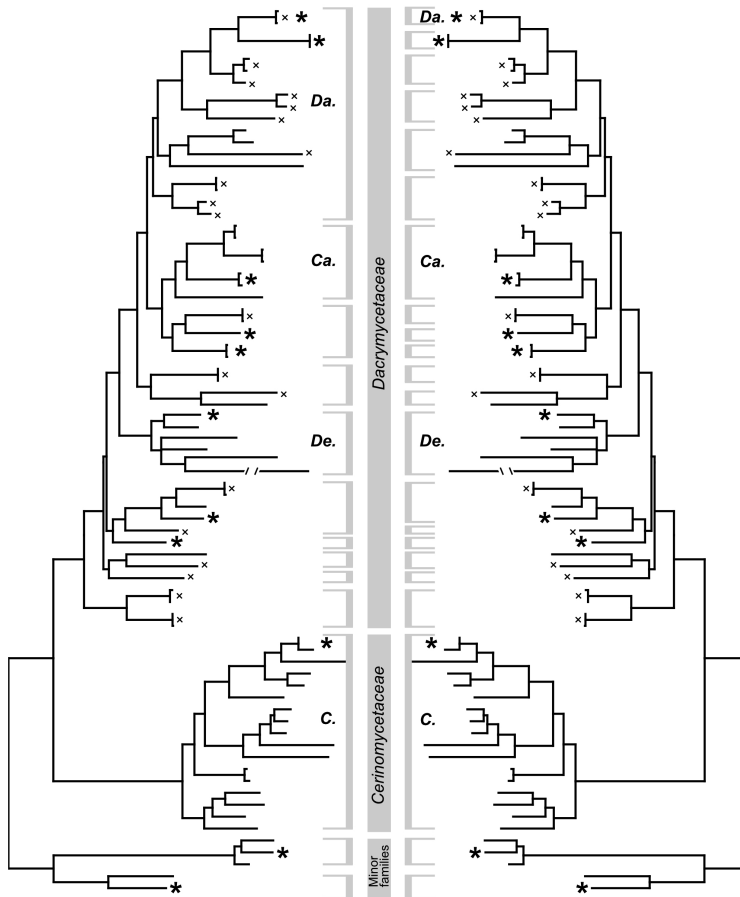 Da.
Da.
Ca.
Ca.
Dacrymycetaceae
De.
De.
C.
C.
Cerinomycetaceae
Minor
families